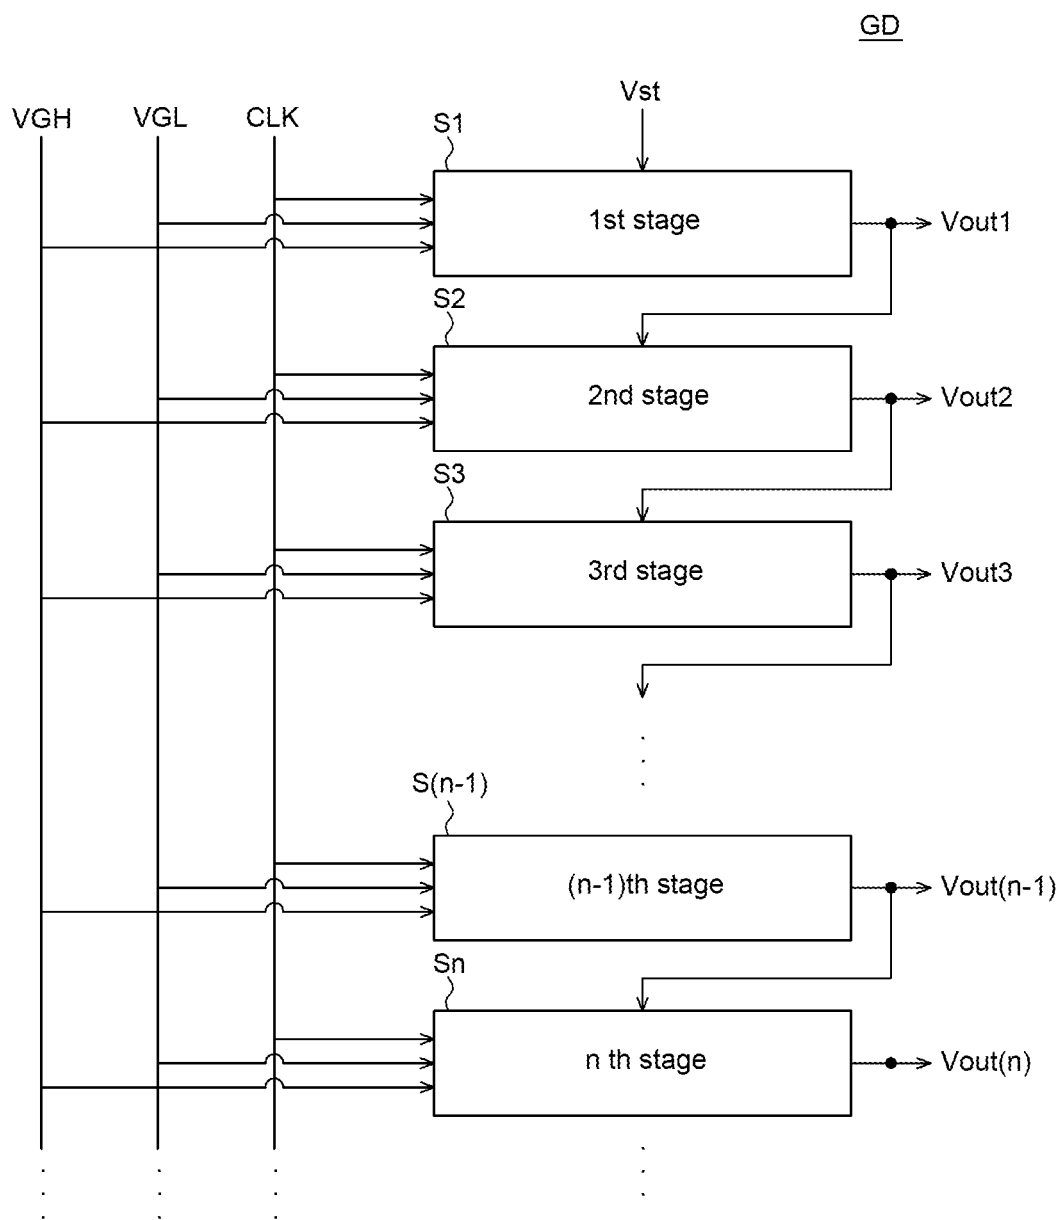 GD
VGH
VGL
CLK
Vst
S1
1st stage
Vout1
S2
2nd stage
Vout2
S3
3rd stage
Vout3
S(n-1)
(n-1)th stage
Vout(n-1)
Sn
n th stage
Vout(n)